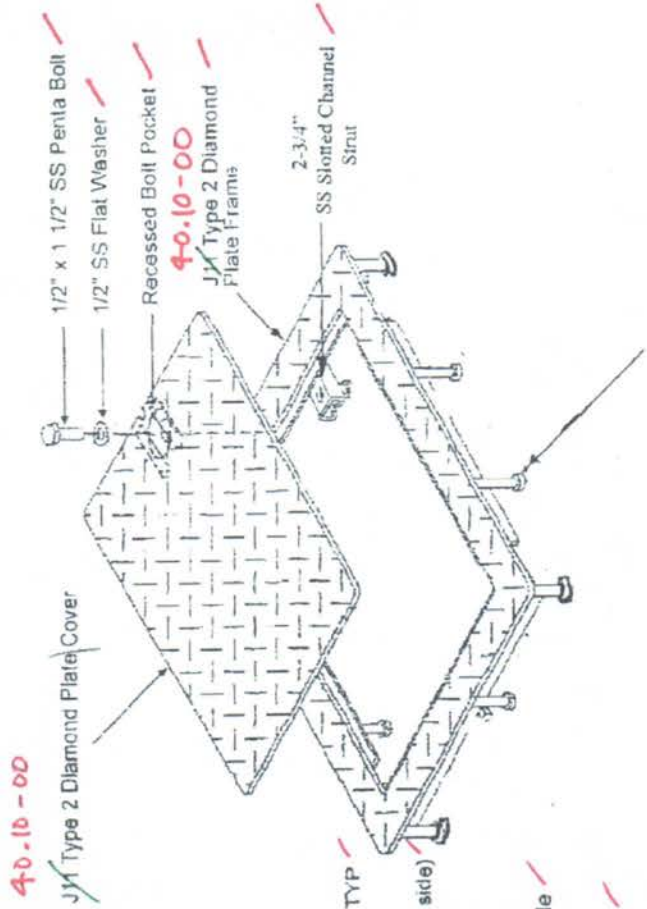 1/2" x 1 1/2" SS Penta Bolt
1/2" SS Flat Washer
Recessed Bolt Pocket
40.10-00
J11 Type 2 Diamond
Plate Frame
2-3/4"
SS Slotted Channel
Strut
40.10-00
J11 Type 2 Diamond Plate Cover
TYP
side)